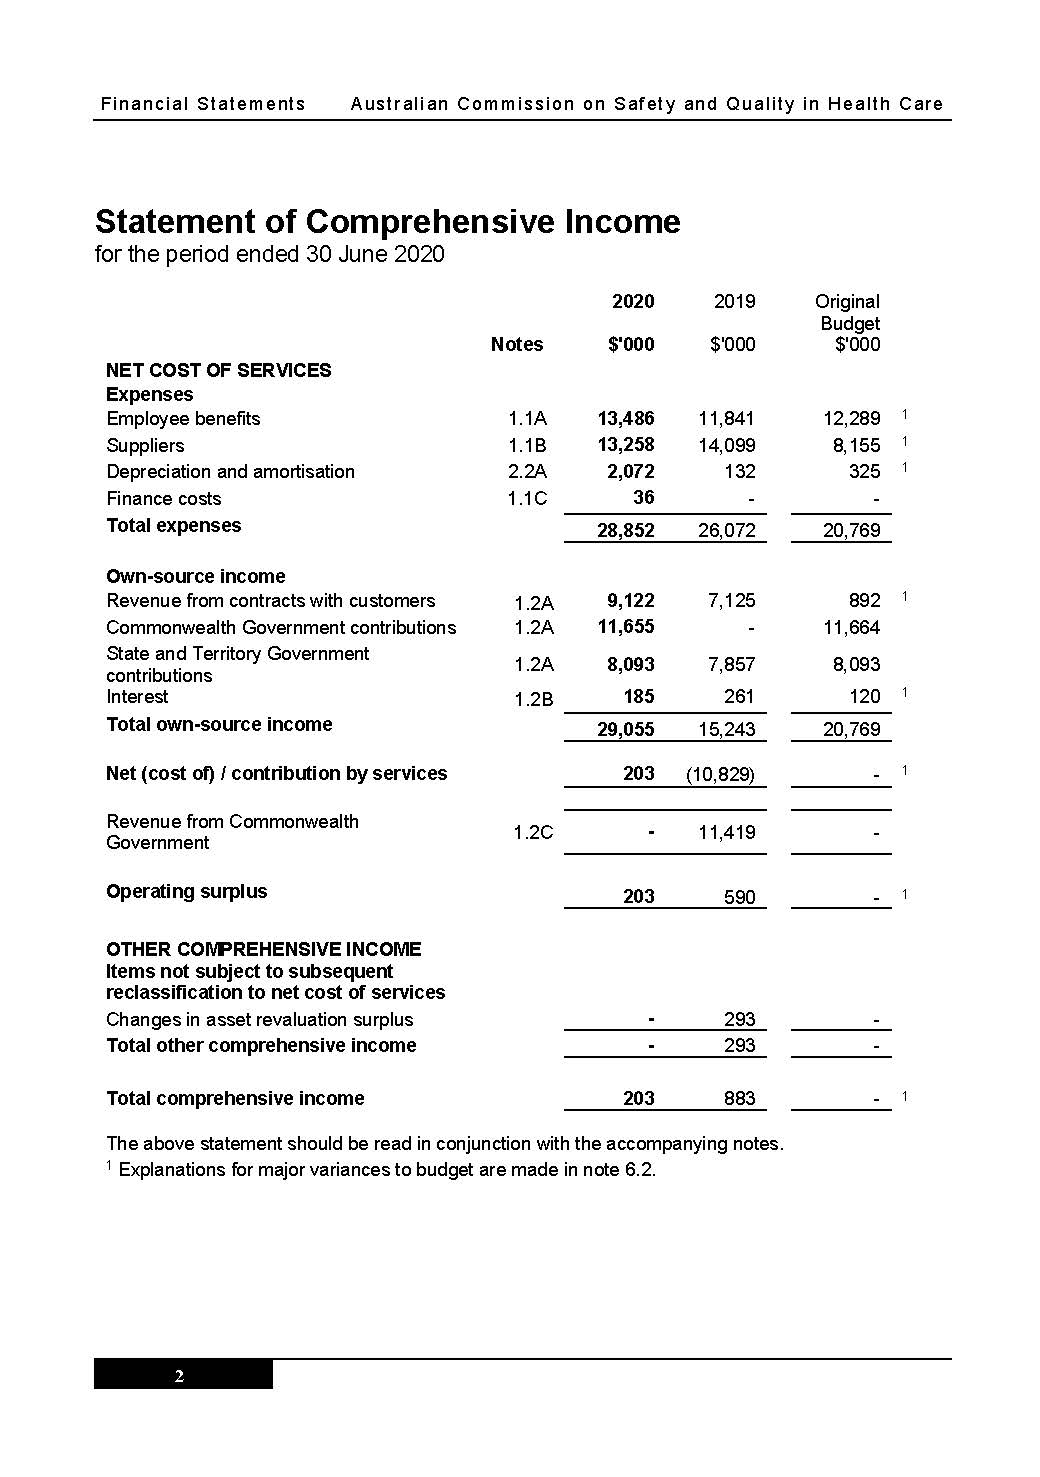 Financial Statements Australian Commission on Safety and Quality in Health Care
Statement of Comprehensive Income
for the period ended 30 June 2020
2020 2019 Original
Budget
Notes $'000 $'000 $'000
NET COST OF SERVICES
Expenses
Employee benefits 1.1A 13,486 11,841 12,289 1
Suppliers 1.1B 13,258 14,099 8,155 1
Depreciation and amortisation 2.2A 2,072 132 325 1
Finance costs 1.1C 36 - -
Total expenses 28,852 26,072 20,769
Own-source income
Revenue from contracts with customers 1.2A 9,122 7,125 892 1
Commonwealth Government contributions 1.2A 11,655 - 11,664
State and Territory Government
contributions 1.2A 8,093 7,857 8,093
Interest 1.2B 185 261 120 1
Total own-source income 29,055 15,243 20,769
Net (cost of) / contribution by services 203 (10,829) - 1
Revenue from Commonwealth
Government 1.2C - 11,419 -
Operating surplus 203 590 - 1
OTHER COMPREHENSIVE INCOME
Items not subject to subsequent
reclassification to net cost of services
Changes in asset revaluation surplus - 293 -
Total other comprehensive income - 293 -
Total comprehensive income 203 883 - 1
The above statement should be read in conjunction with the accompanying notes.
1 Explanations for major variances to budget are made in note 6.2.
2